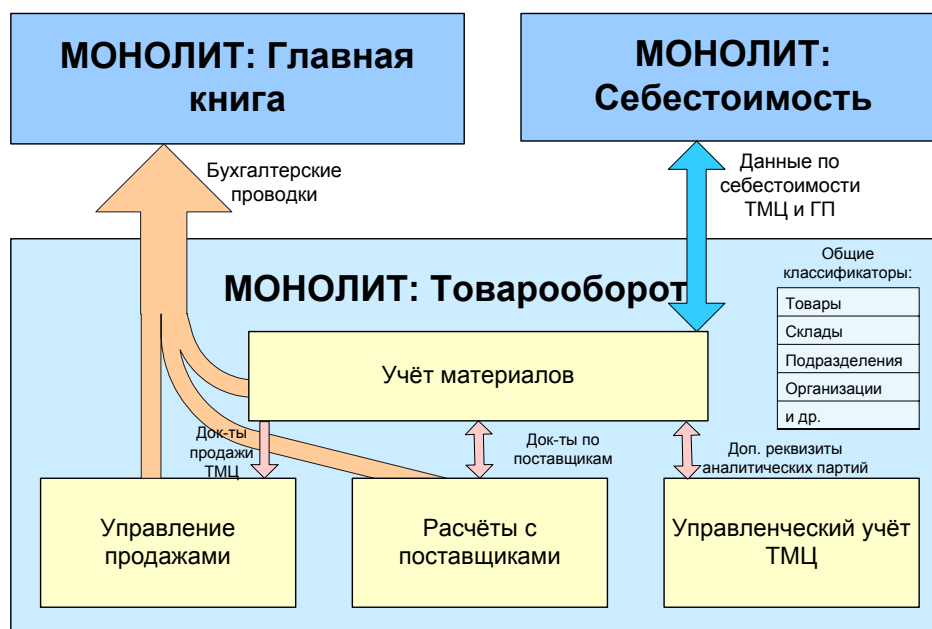 МОНОЛИТ: Главная
книга
МОНОЛИТ:
Себестоимость
Бухгалтерские
проводки
Данные по
себестоимости
ТМЦ и ГП
Общие
классификаторы:
МОНОЛИТ: Товарооборот
Товары
Склады
Подразделения
Организации
и др.
Учёт материалов
Док-ты
продажи
ТМЦ
Док-ты по
поставщикам
Доп. реквизиты
аналитических партий
Управление
продажами
Расчёты с
поставщиками
Управленческий учёт
ТМЦ